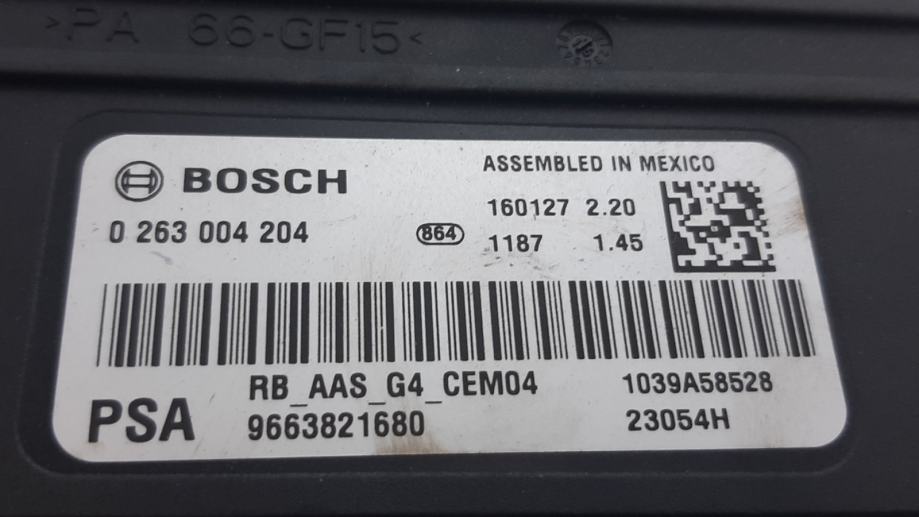 >PA 66-GF15<
BOSCH
ASSEMBLED IN MEXICO
0 263 004 204
864
160127 2.20
1187 1.45
RB_AAS_G4_CEM04
1039A58528
PSA
9663821680
23054H